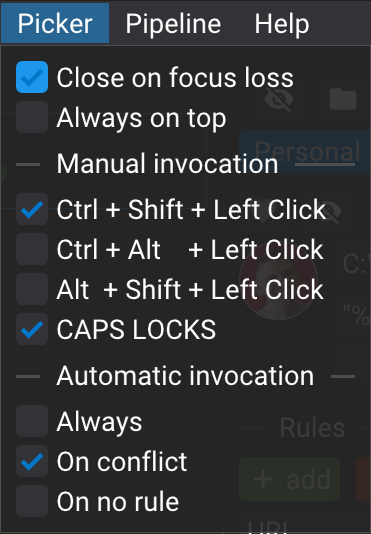 Picker Pipeline Help
Close on focus loss
Always on top
Personal
Manual invocation
Ctrl + Shift + Left Click
Ctrl + Alt + Left Click
C:\
Alt + Shift + Left Click
"%
CAPS LOCKS
Automatic invocation
Always
Rules
On conflict
+ add
On no rule
URL